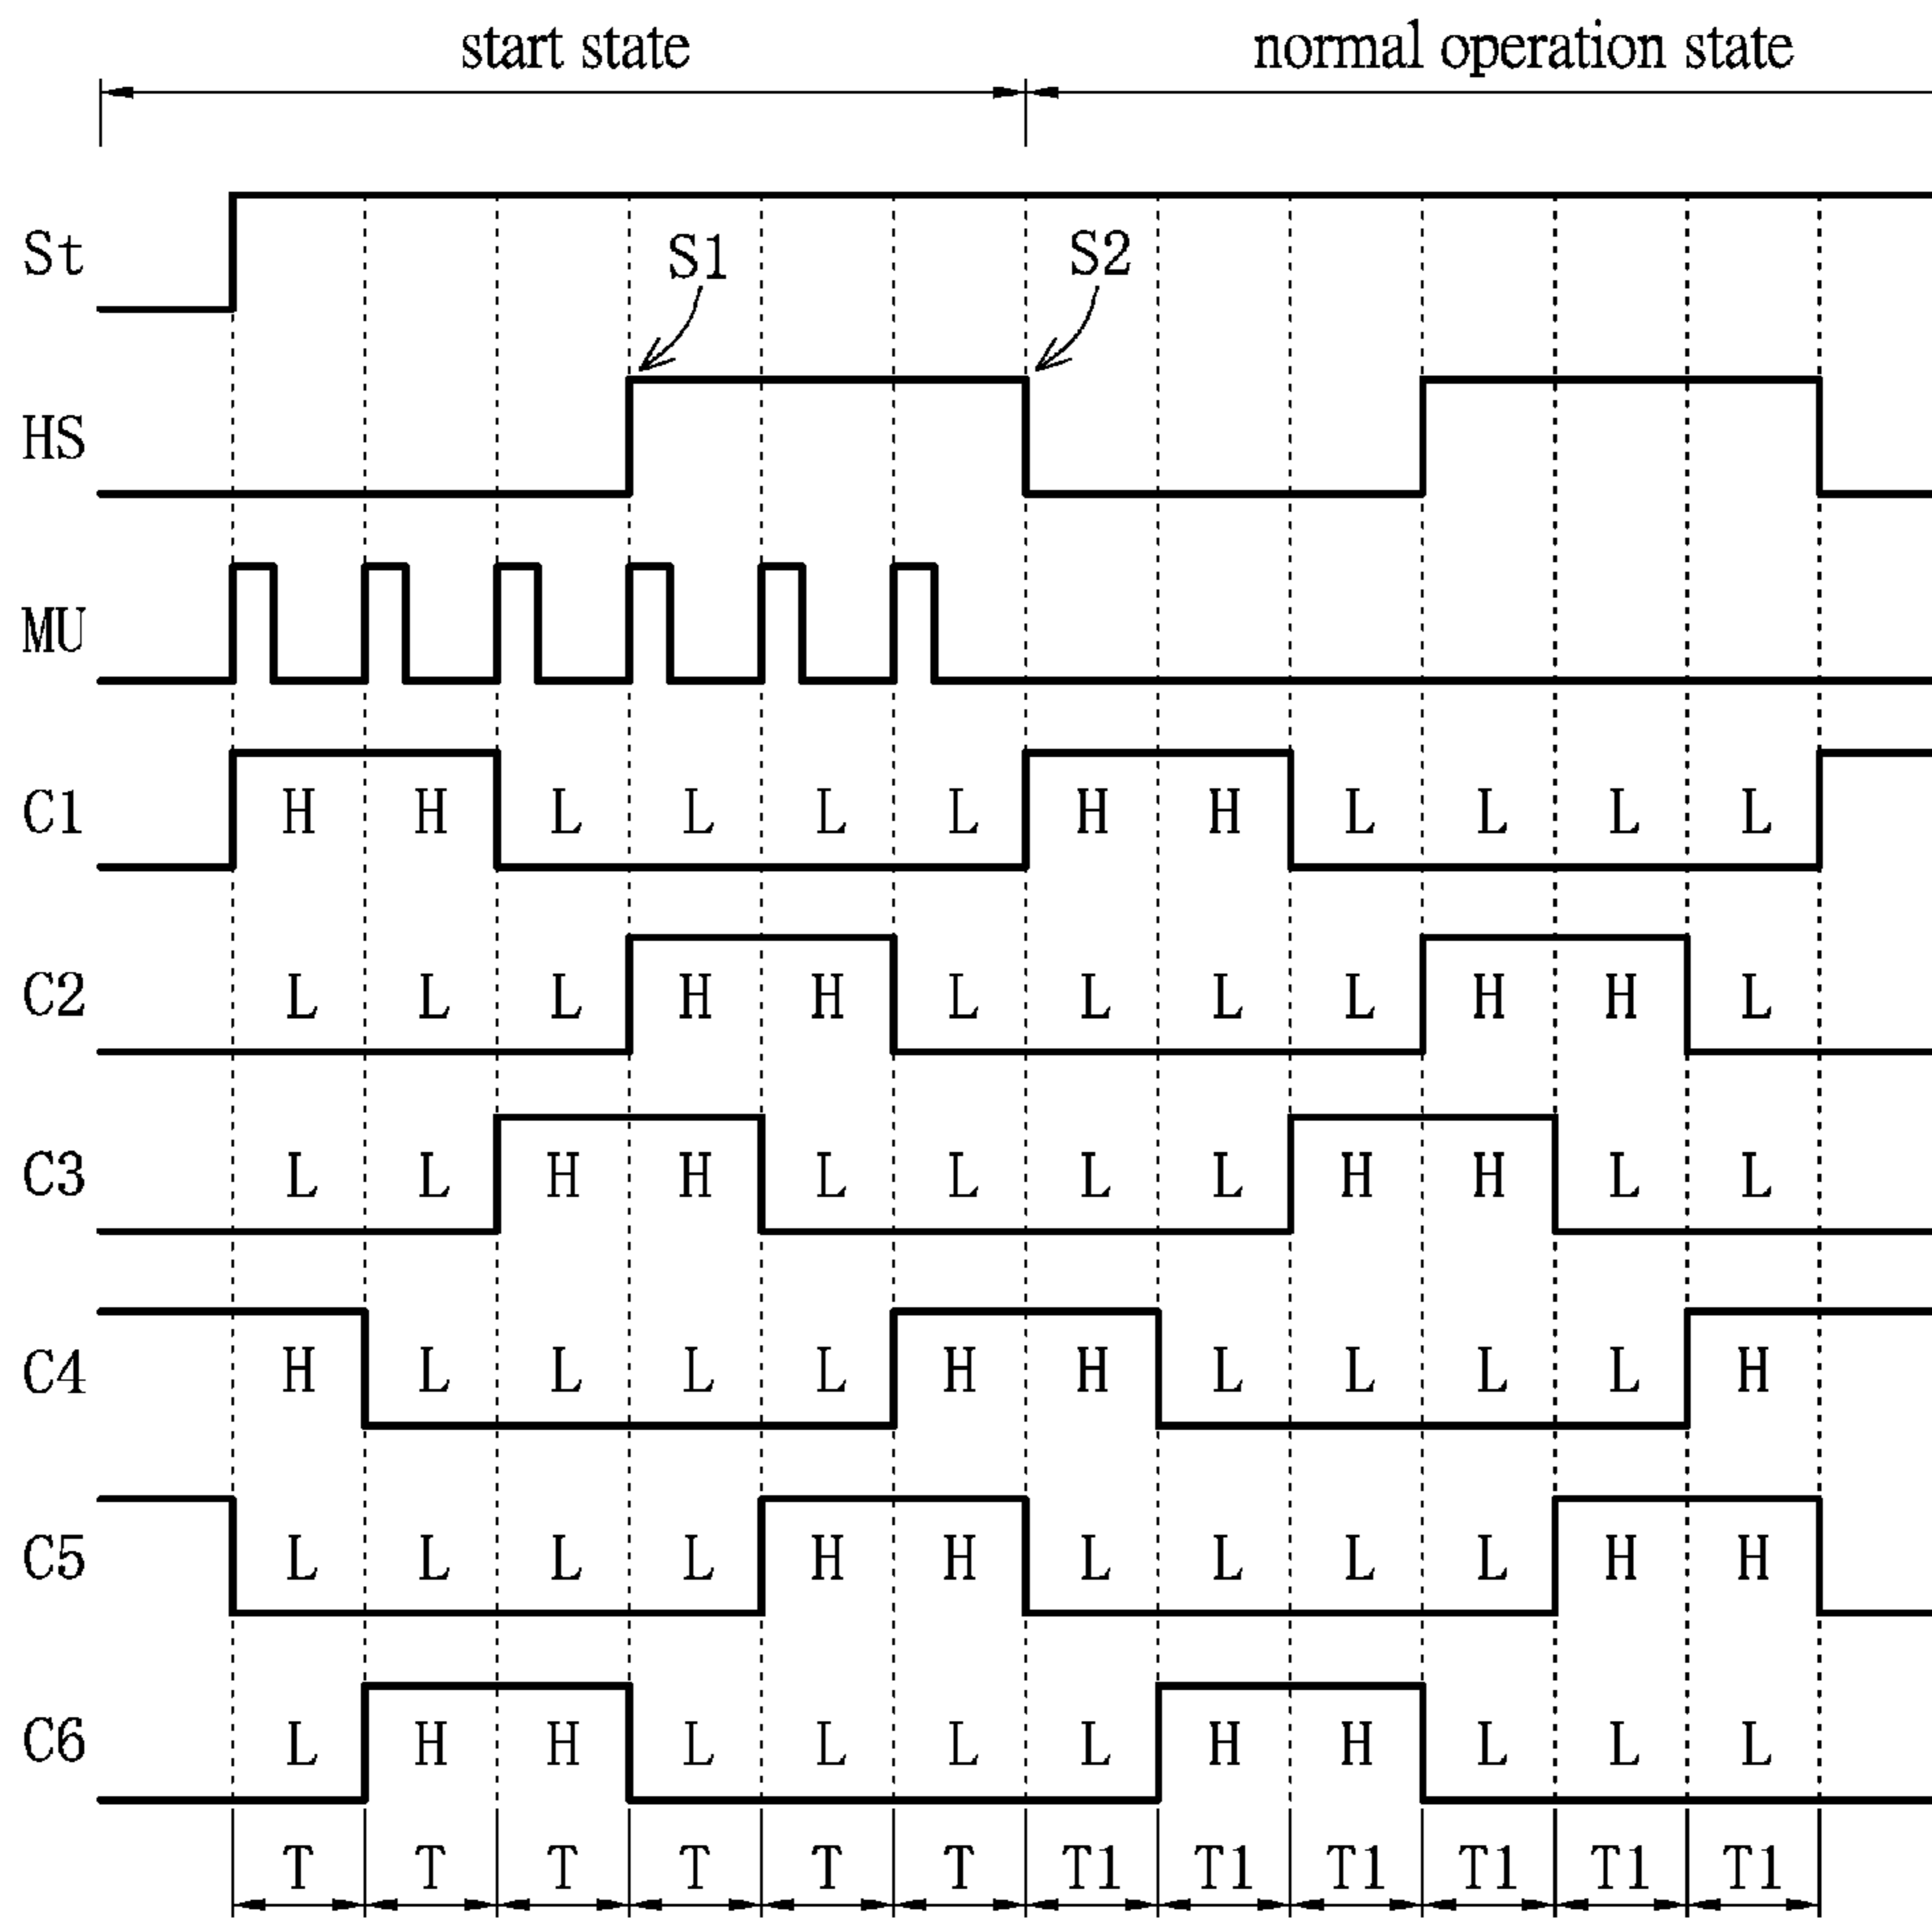 start state normal operation state
St
S1 S2
HS
MU
C1 H H L L L L H H L L L L
C2 L L L H H L L L L H H L
C3 L L H H L L L L H H L L
C4 H L L L L H H L L L L H
C5 L L L L H H L L L L H H
C6 L H H L L L L H H L L L
T T T T T T T1 T1 T1 T1 T1 T1